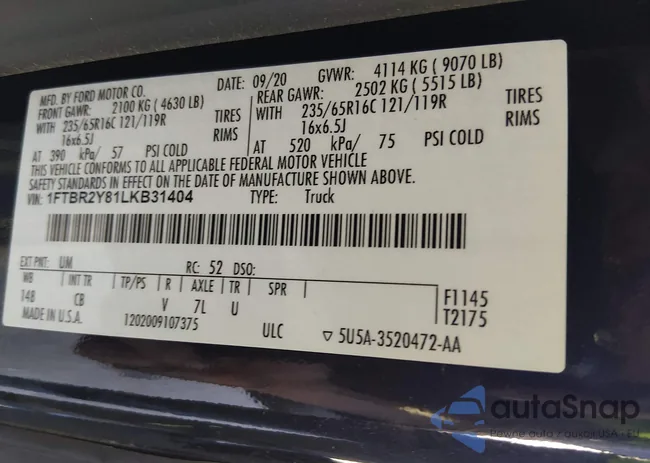 MFD. BY FORD MOTOR CO. DATE: 09/20 GVWR: 4114 KG ( 9070 LB)
FRONT GAWR: 2100 KG ( 4630 LB) REAR GAWR: 2502 KG ( 5515 LB)
WITH 235/65R16C 121/119R TIRES WITH 235/65R16C 121/119R TIRES
16x6.5J RIMS 16x6.5J RIMS
AT 390 kPa/ 57 PSI COLD AT 520 kPa/ 75 PSI COLD
THIS VEHICLE CONFORMS TO ALL APPLICABLE FEDERAL MOTOR VEHICLE
SAFETY STANDARDS IN EFFECT ON THE DATE OF MANUFACTURE SHOWN ABOVE.
VIN: 1FTBR2Y81LKB31404 TYPE: Truck
EXT PNT: UM RC: 52 DSO:
WB INT TR TP/PS R AXLE TR SPR F1145
148 CB V 7L U T2175
MADE IN U.S.A. 1202009107375 ULC ▽ 5U5A-3520472-AA
autoSnap